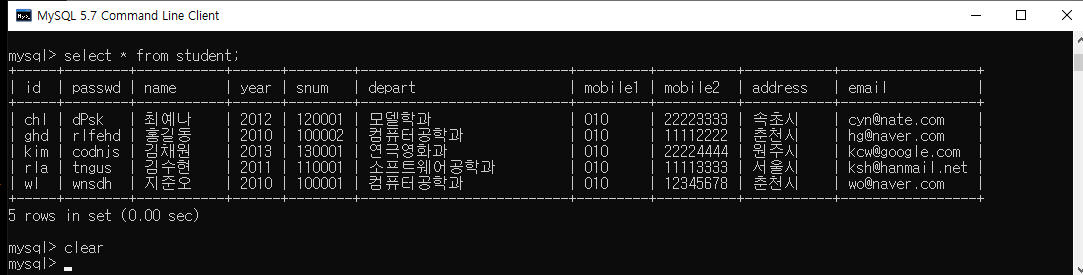 MySQL 5.7 Command Line Client
mysql> select * from student;
+-----+--------+--------+------+--------+------------------+---------+----------+---------+-----------------+
| id | passwd | name | year | snum | depart | mobile1 | mobile2 | address | email |
+-----+--------+--------+------+--------+------------------+---------+----------+---------+-----------------+
| chl | dPsk | 최예나 | 2012 | 120001 | 모델학과 | 010 | 22223333 | 속초시 | cyn@nate.com |
| ghd | rlfehd | 홍길동 | 2010 | 100002 | 컴퓨터공학과 | 010 | 11112222 | 춘천시 | hg@naver.com |
| kim | codnjs | 김채원 | 2013 | 130001 | 연극영화과 | 010 | 22224444 | 원주시 | kcw@google.com |
| rla | tngus | 김수현 | 2011 | 110001 | 소프트웨어공학과 | 010 | 11113333 | 서울시 | ksh@hanmail.net |
| wl | wnsdh | 지준오 | 2010 | 100001 | 컴퓨터공학과 | 010 | 12345678 | 춘천시 | wo@naver.com |
+-----+--------+--------+------+--------+------------------+---------+----------+---------+-----------------+
5 rows in set (0.00 sec)
mysql> clear
mysql>